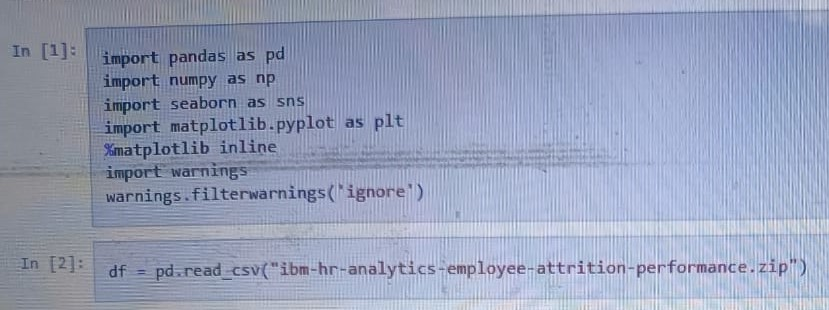 In [1]:
import pandas as pd
import numpy as np
import seaborn as sns
import matplotlib.pyplot as plt
%matplotlib inline
import warnings
warnings.filterwarnings('ignore')
In [2]:
df = pd.read_csv("ibm-hr-analytics-employee-attrition-performance.zip")